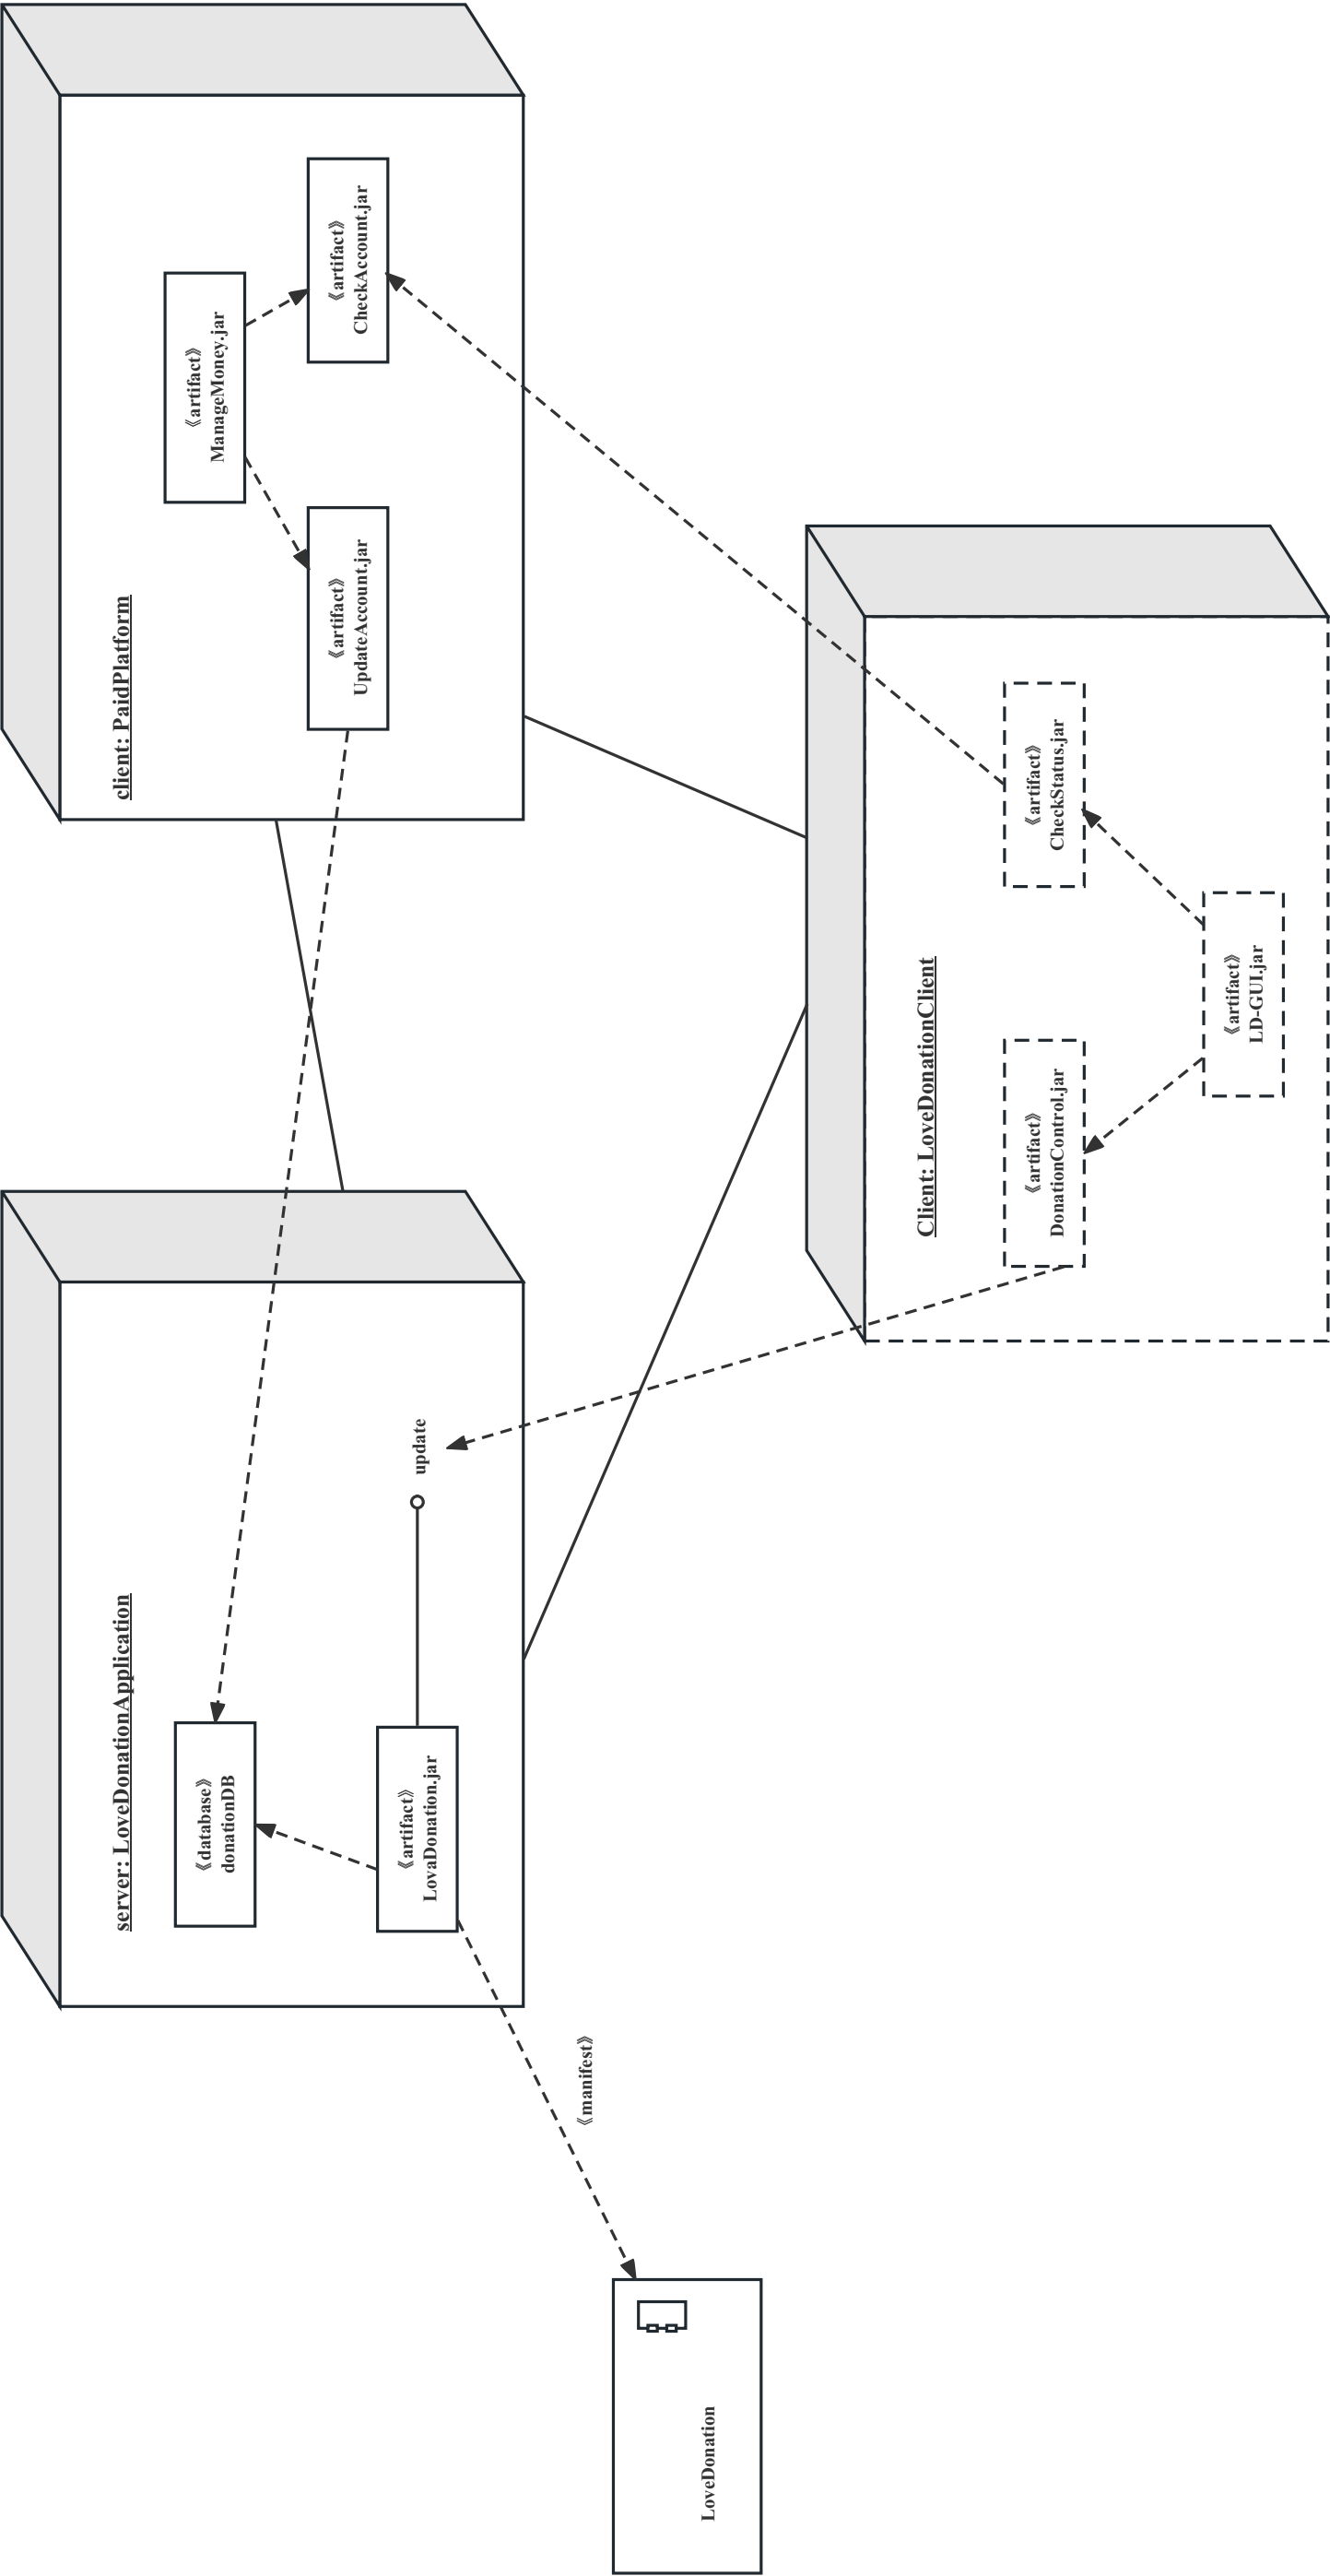 server: LoveDonationApplication
《database》
donationDB
《artifact》
LovaDonation.jar
update
client: PaidPlatform
《artifact》
ManageMoney.jar
《artifact》
UpdateAccount.jar
《artifact》
CheckAccount.jar
《manifest》
LoveDonation
Client: LoveDonationClient
《artifact》
DonationControl.jar
《artifact》
CheckStatus.jar
《artifact》
LD-GUI.jar